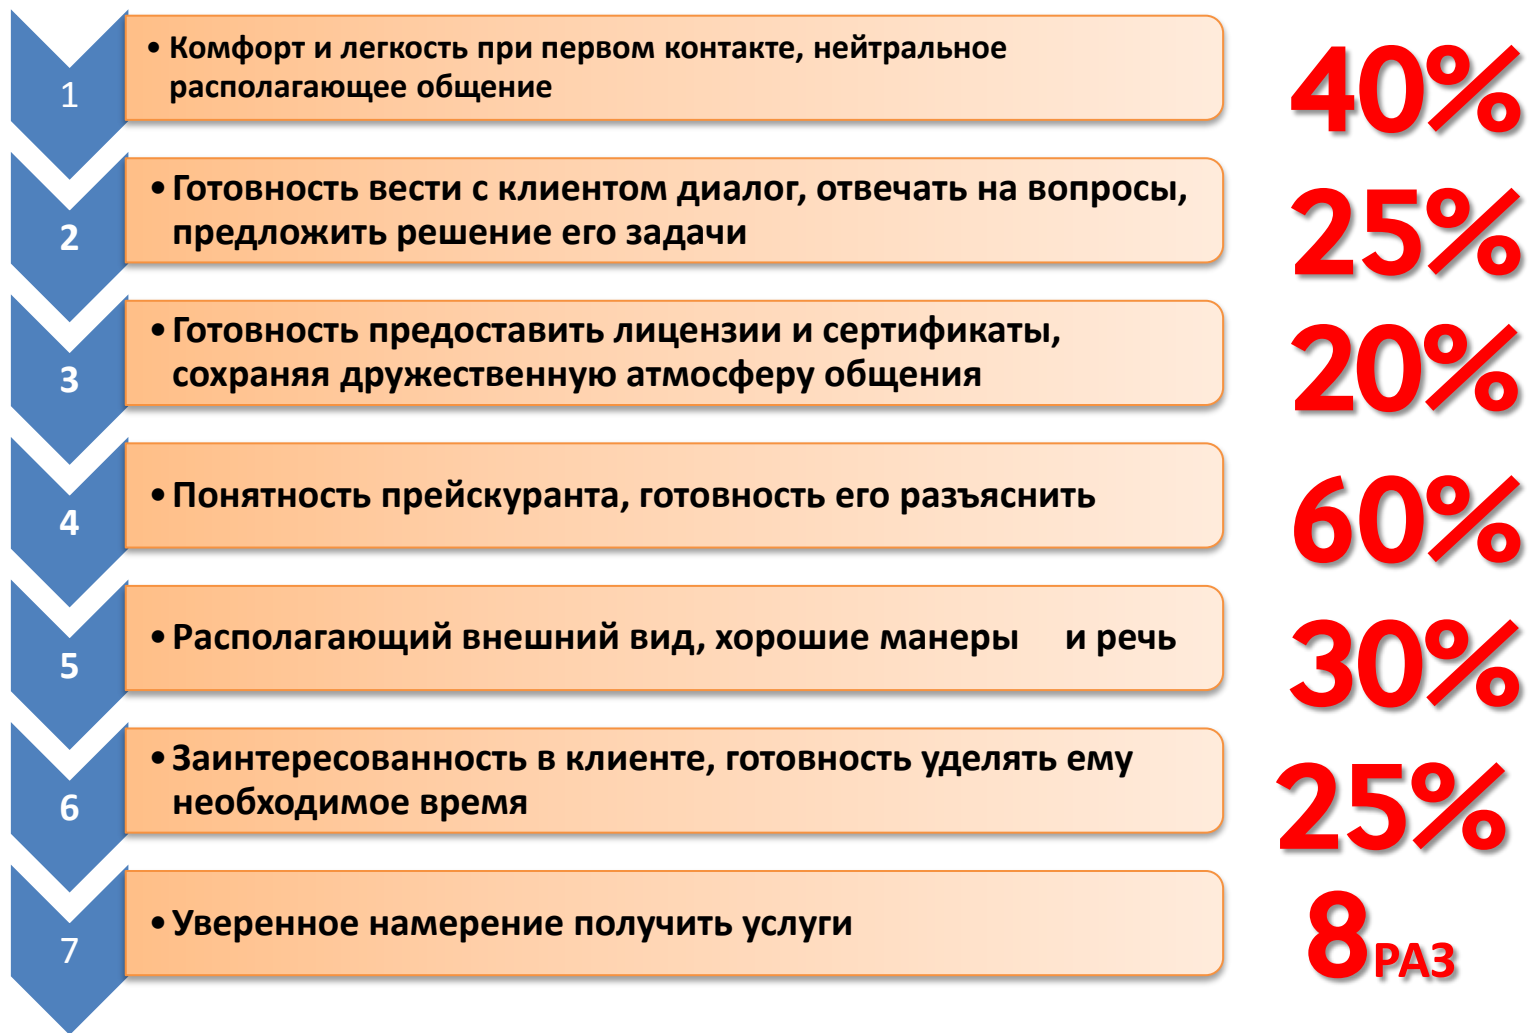 1
• Комфорт и легкость при первом контакте, нейтральное
располагающее общение
40%
2
• Готовность вести с клиентом диалог, отвечать на вопросы,
предложить решение его задачи
25%
3
• Готовность предоставить лицензии и сертификаты,
сохраняя дружественную атмосферу общения
20%
4
• Понятность прейскуранта, готовность его разъяснить
60%
5
• Располагающий внешний вид, хорошие манеры и речь
30%
6
• Заинтересованность в клиенте, готовность уделять ему
необходимое время
25%
7
• Уверенное намерение получить услуги
8 РАЗ